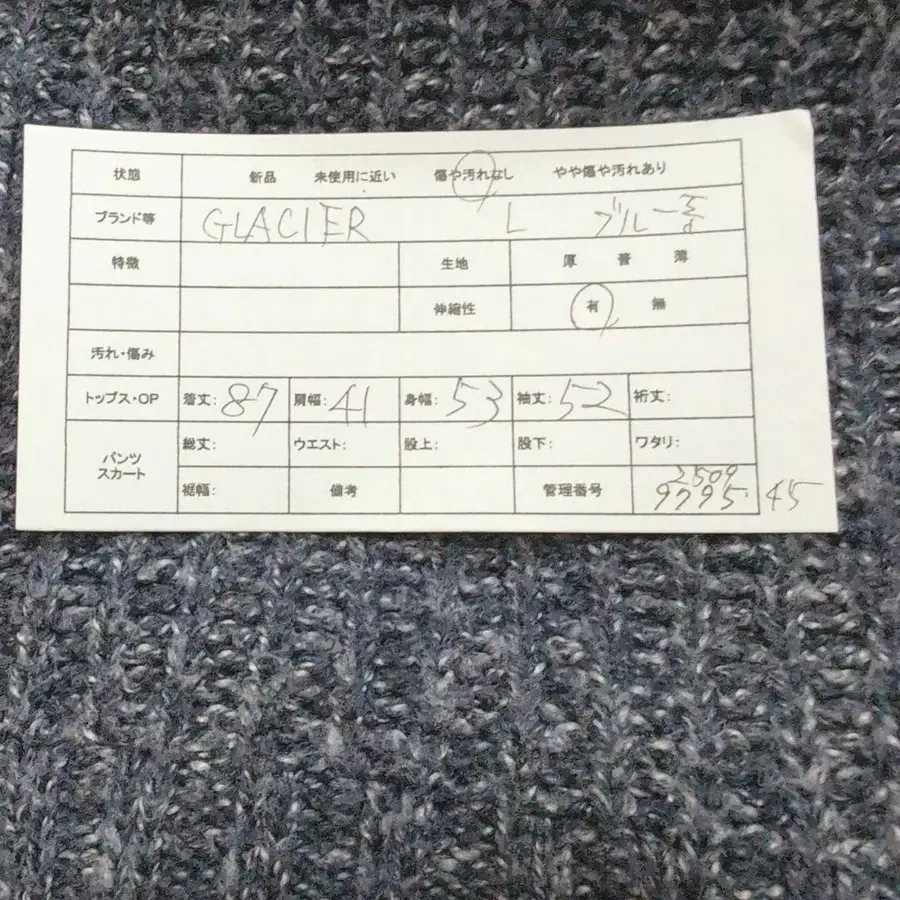 状態 新品 未使用に近い 傷や汚れなし やや傷や汚れあり
ブランド等 GLACIER L ブルー系
特徴 生地 厚 普 薄
伸縮性 有 無
汚れ・傷み
トップス・OP 着丈: 87 肩幅: 41 身幅: 53 袖丈: 52 裄丈:
パンツ スカート 総丈: ウエスト: 股上: 股下: ワタリ:
裾幅: 備考 管理番号 2509
9795 45